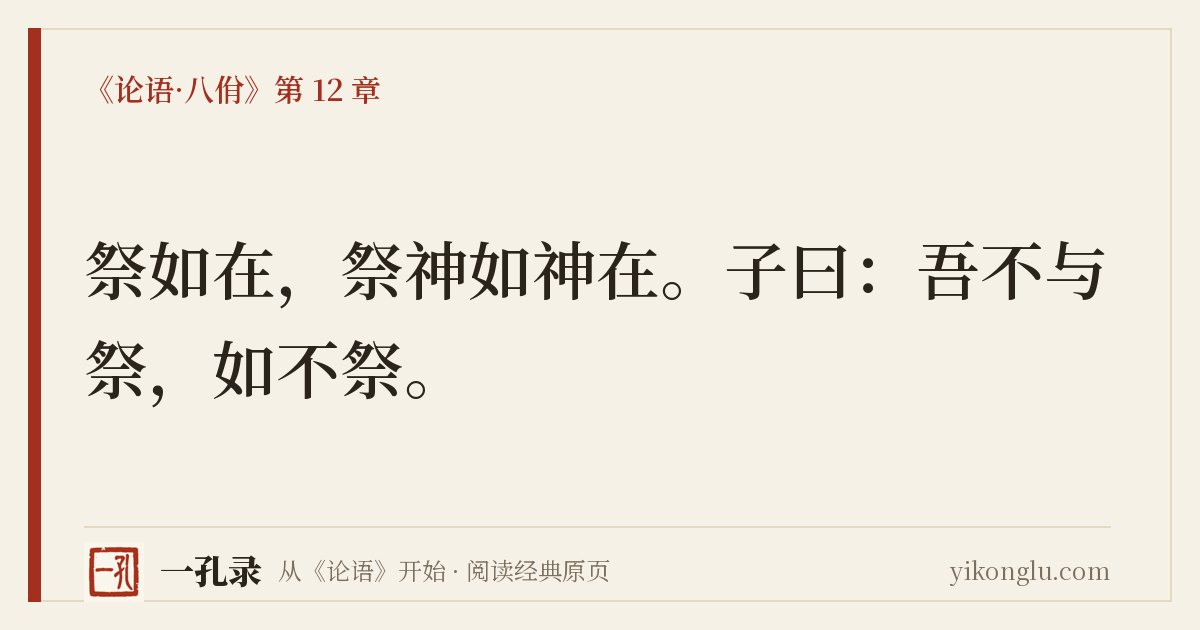 《论语·八佾》第 12 章
祭如在，祭神如神在。子曰：吾不与
祭，如不祭。
一孔
一孔录 从《论语》开始 · 阅读经典原页
yikonglu.com